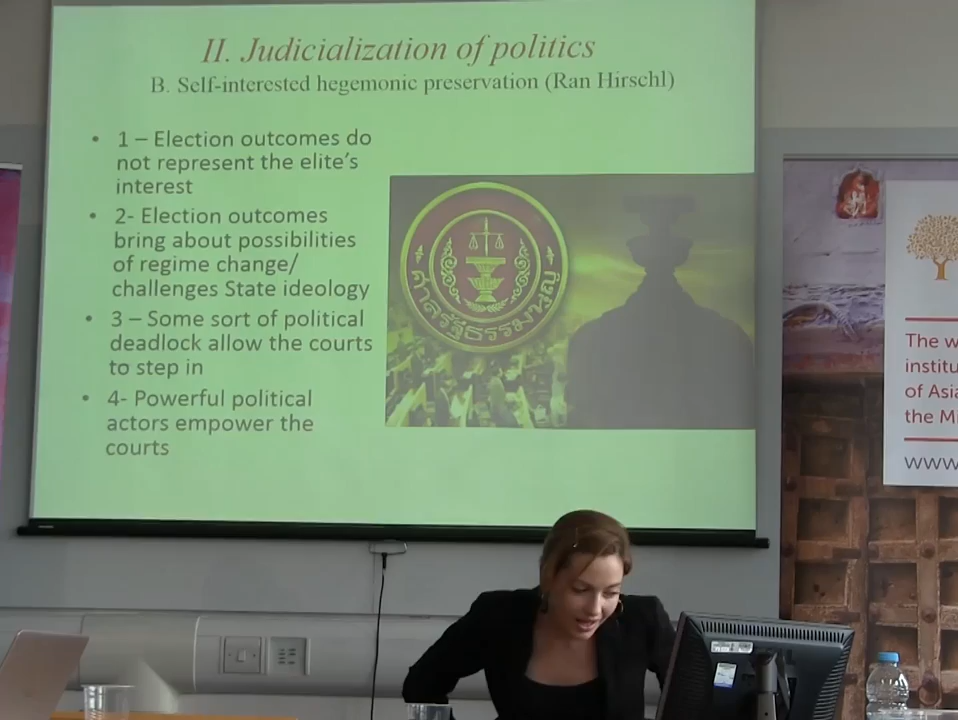 II. Judicialization of politics
B. Self-interested hegemonic preservation (Ran Hirschl)
• 1 – Election outcomes do
not represent the elite's
interest
• 2- Election outcomes
bring about possibilities
of regime change/
challenges State ideology
• 3 – Some sort of political
deadlock allow the courts
to step in
• 4- Powerful political
actors empower the
courts
ศาลรัฐธรรมนูญ
The w
institu
of Asia
the Mi
www